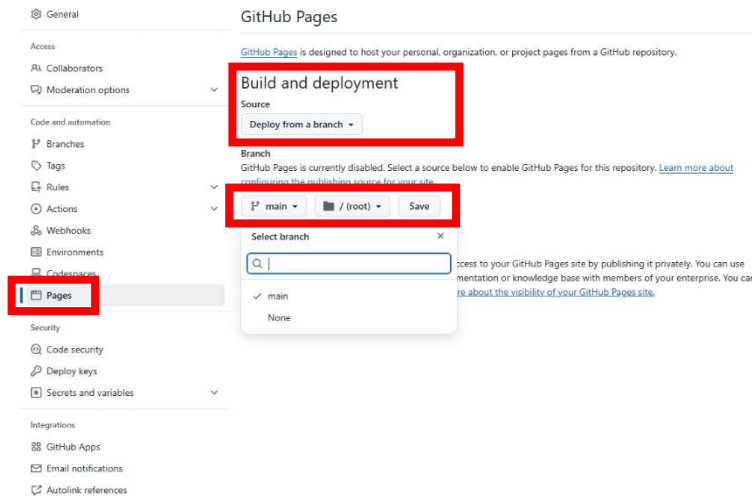 General
Access
Collaborators
Moderation options
Code and automation
Branches
Tags
Rules
Actions
Webhooks
Environments
Codespaces
Pages
Security
Code security
Deploy keys
Secrets and variables
Integrations
GitHub Apps
Email notifications
Autolink references
GitHub Pages
GitHub Pages is designed to host your personal, organization, or project pages from a GitHub repository.
Build and deployment
Source
Deploy from a branch
Branch
GitHub Pages is currently disabled. Select a source below to enable GitHub Pages for this repository. Learn more about
configuring the publishing source for your site.
main / (root) Save
Select branch
main
None
ccess to your GitHub Pages site by publishing it privately. You can use
mentation or knowledge base with members of your enterprise. You can
re about the visibility of your GitHub Pages site.